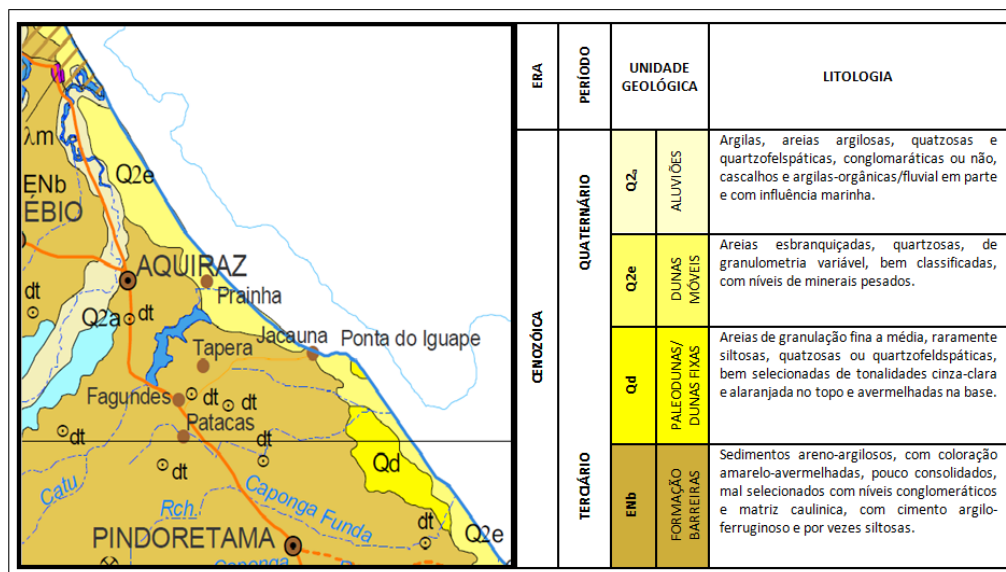 λm
Q2e
ENb
ÉBIO
AQUIRAZ
dt
Prainha
Q2a
dt
Jacauna
Ponta do Iguape
Tapera
Fagundes
dt
dt
Patacas
dt
dt
dt
Qd
Catu
Rch.
Caponga Funda
dt
PINDORETAMA
Q2e
ERA
PERÍODO
UNIDADE
GEOLÓGICA
LITOLOGIA
CENOZÓICA
QUATERNÁRIO
Q2a
ALUVIÕES
Argilas, areias argilosas, quatzosas e
quartzofelspáticas, conglomaráticas ou não,
cascalhos e argilas-orgânicas/fluvial em parte
e com influência marinha.
Q2e
DUNAS
MÓVEIS
Areias esbranquiçadas, quartzosas, de
granulometria variável, bem classificadas,
com níveis de minerais pesados.
Qd
PALEODUNAS/
DUNAS FIXAS
Areias de granulação fina a média, raramente
siltosas, quatzosas ou quartzofeldspáticas,
bem selecionadas de tonalidades cinza-clara
e alaranjada no topo e avermelhadas na base.
TERCIÁRIO
ENb
FORMAÇÃO
BARREIRAS
Sedimentos areno-argilosos, com coloração
amarelo-avermelhadas, pouco consolidados,
mal selecionados com níveis conglomeráticos
e matriz caulinica, com cimento argilo-
ferruginoso e por vezes siltosas.